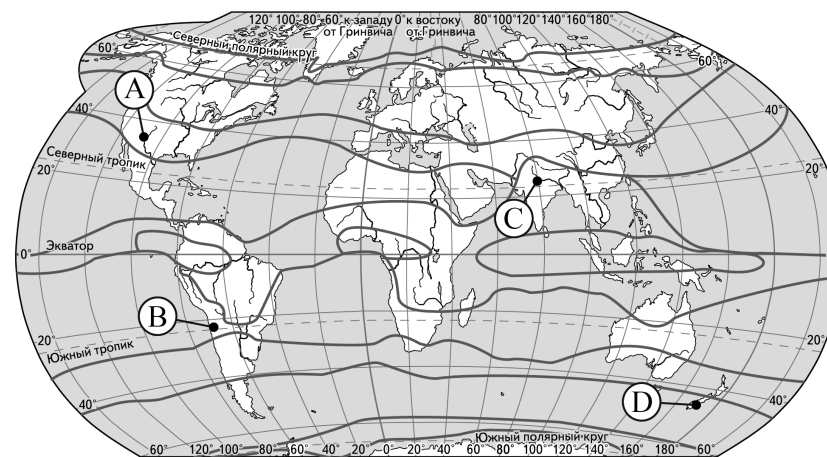 120° 100° 80° 60° к западу 0° к востоку 80° 100° 120° 140° 160° 180°
от Гринвича от Гринвича
Северный полярный круг
60° 60°
A
40° 40°
Северный тропик
20° 20°
C
Экватор
0° 0°
B
20° 20°
Южный тропик
D
40° 40°
Южный полярный круг
60° 120° 100° 80° 60° 40° 20° 0° 20° 40° 60° 80° 100° 120° 140° 160° 180° 60°